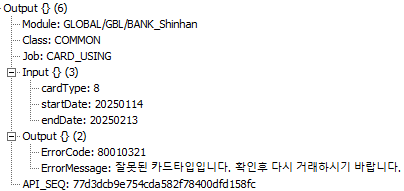 Output {} (6)
Module: GLOBAL/GBL/BANK_Shinhan
Class: COMMON
Job: CARD_USING
Input {} (3)
cardType: 8
startDate: 20250114
endDate: 20250213
Output {} (2)
ErrorCode: 80010321
ErrorMessage: 잘못된 카드타입입니다. 확인후 다시 거래하시기 바랍니다.
API_SEQ: 77d3dcb9e754cda582f78400dfd158fc